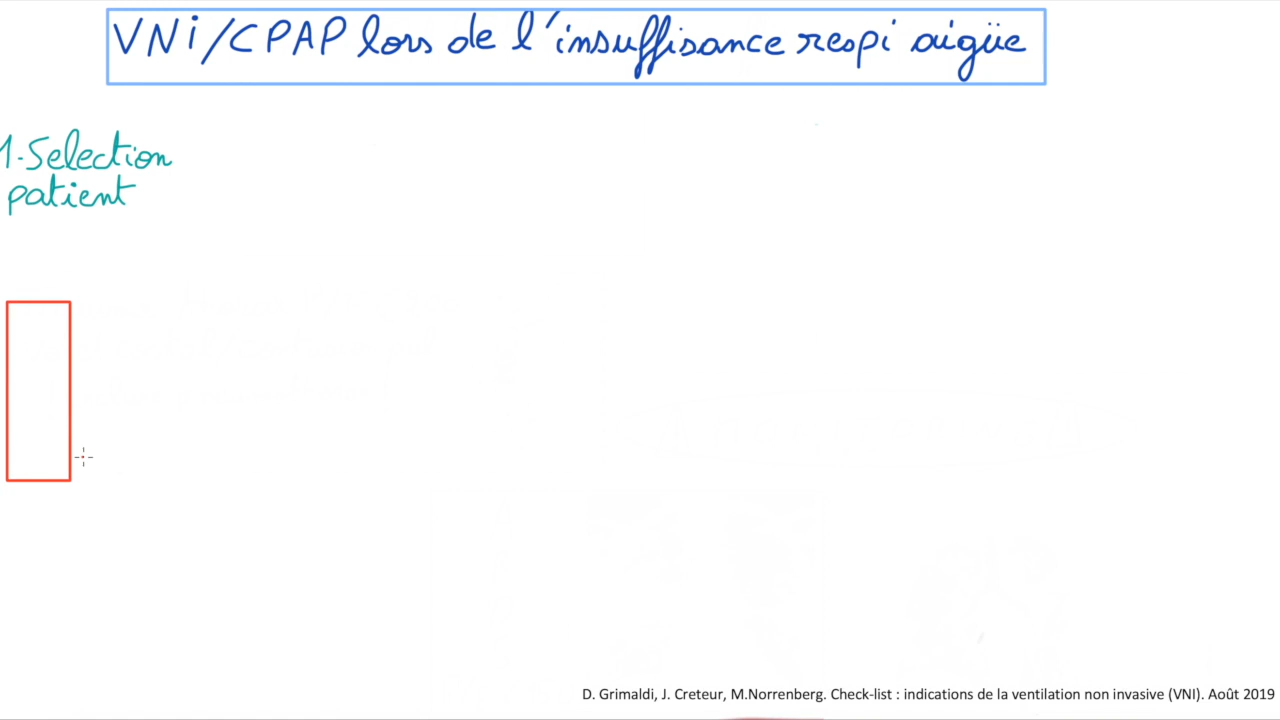 VNi/CPAP lors de l'insuffisance respi aigüe
1-Selection
patient
D. Grimaldi, J. Creteur, M.Norrenberg. Check-list : indications de la ventilation non invasive (VNI). Août 2019